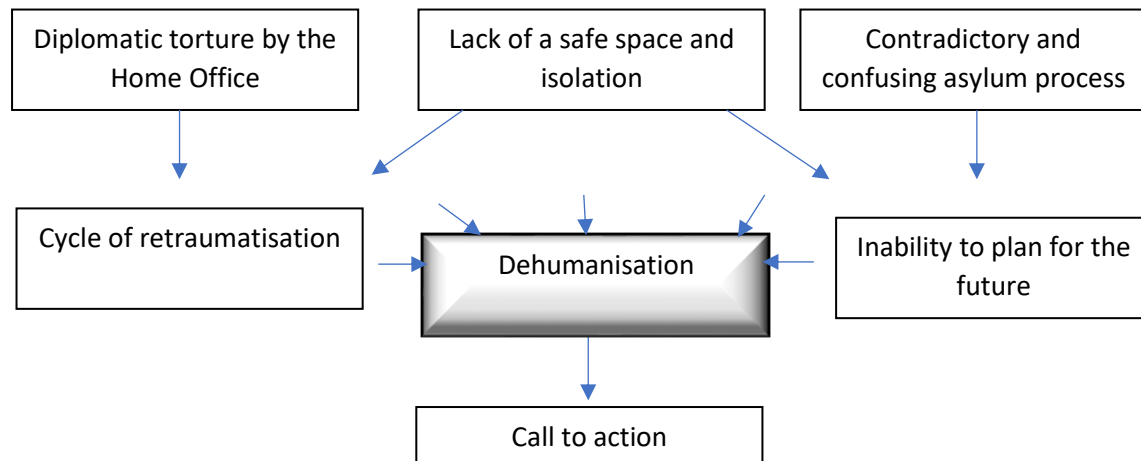 Diplomatic torture by the
Home Office
Lack of a safe space and
isolation
Contradictory and
confusing asylum process
Cycle of retraumatisation
Dehumanisation
Inability to plan for the
future
Call to action